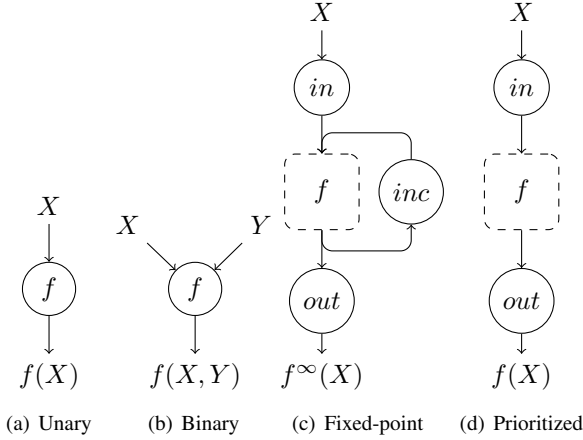 X
in
f
inc
out
f^∞(X)
(c) Fixed-point
X
in
f
out
f(X)
(d) Prioritized
X
f
f(X)
(a) Unary
X
Y
f
f(X, Y)
(b) Binary